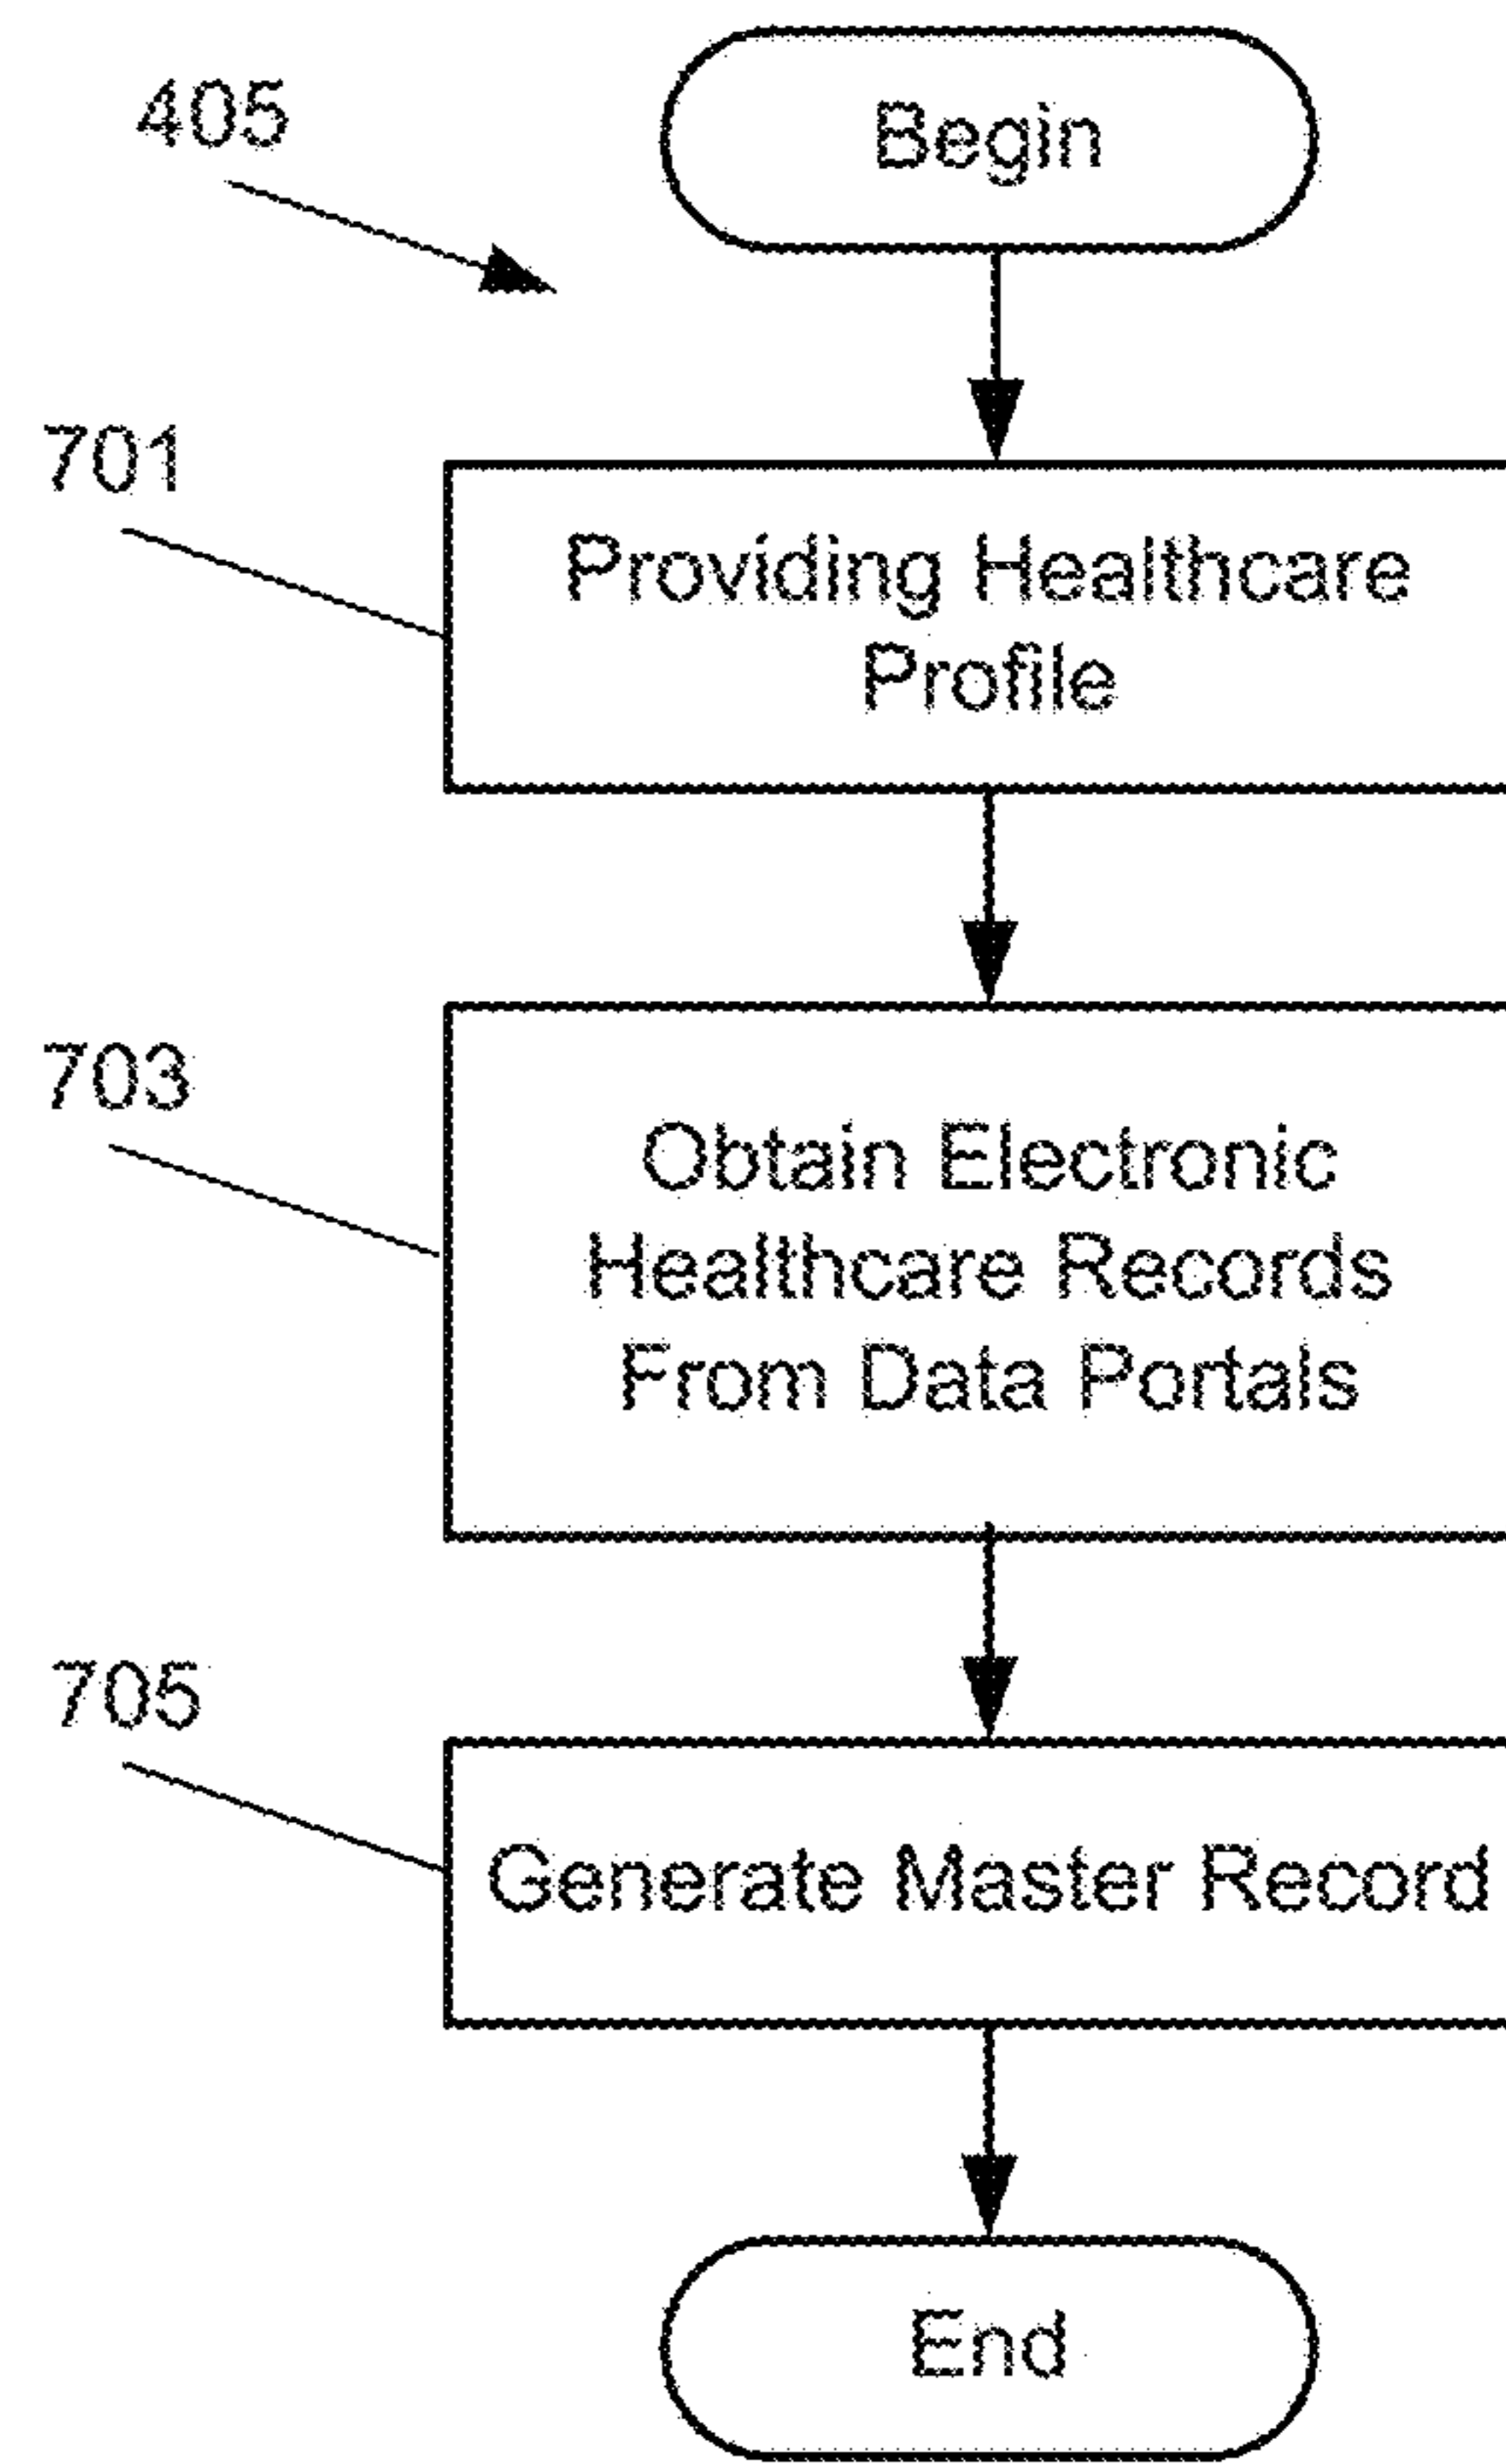 405
Begin
701
Providing Healthcare
Profile
703
Obtain Electronic
Healthcare Records
From Data Portals
705
Generate Master Record
End